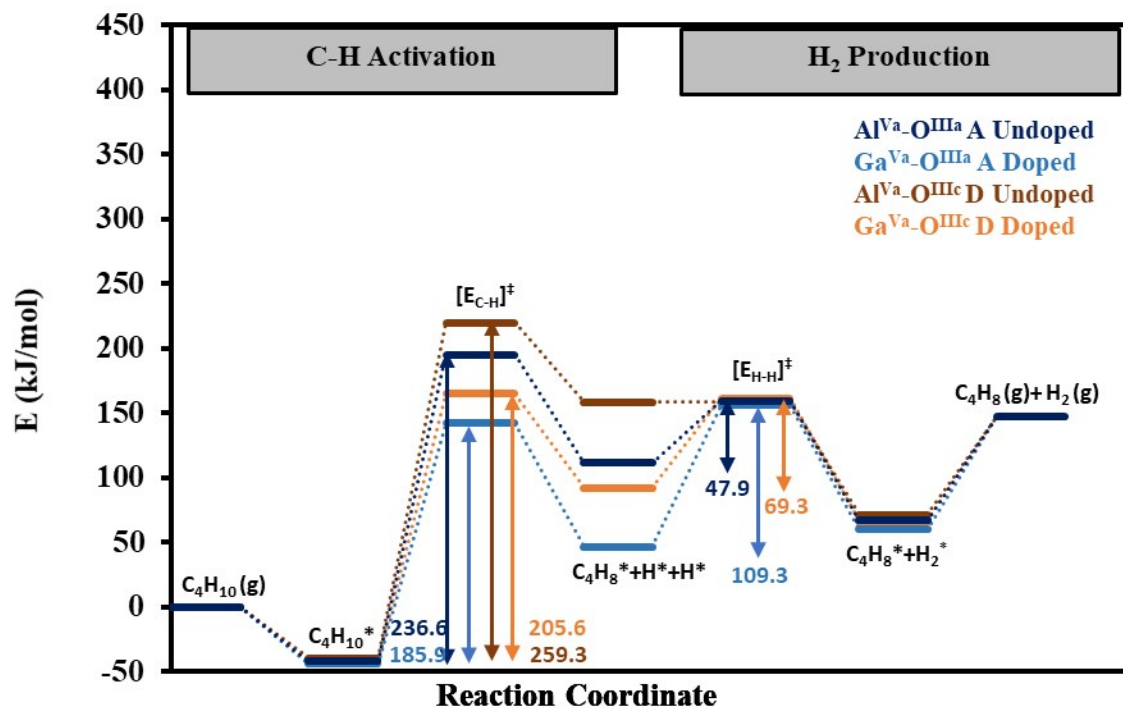 C-H Activation
H₂ Production
450
400
350
300
250
200
150
100
50
0
-50
E (kJ/mol)
Al^Va-O^IIIa A Undoped
Ga^Va-O^IIIa A Doped
Al^Va-O^IIIc D Undoped
Ga^Va-O^IIIc D Doped
[E_C-H]‡
[E_H-H]‡
C₄H₈(g)+H₂(g)
47.9
69.3
109.3
C₄H₈*+H*+H*
C₄H₈*+H₂*
C₄H₁₀(g)
C₄H₁₀*
236.6
185.9
205.6
259.3
Reaction Coordinate